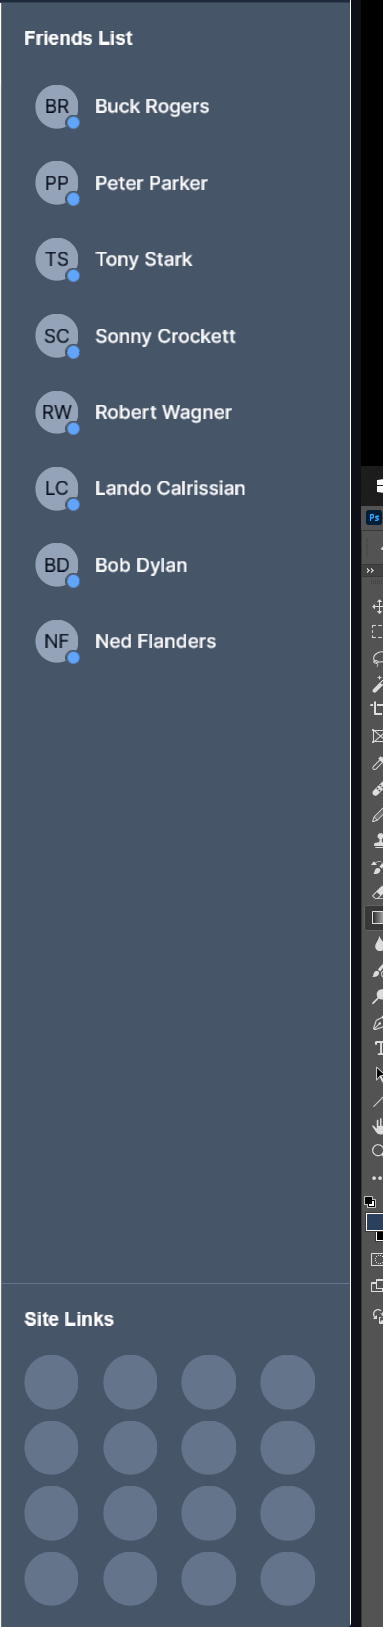 Friends List
BR Buck Rogers
PP Peter Parker
TS Tony Stark
SC Sonny Crockett
RW Robert Wagner
LC Lando Calrissian
BD Bob Dylan
NF Ned Flanders
Ps
Site Links